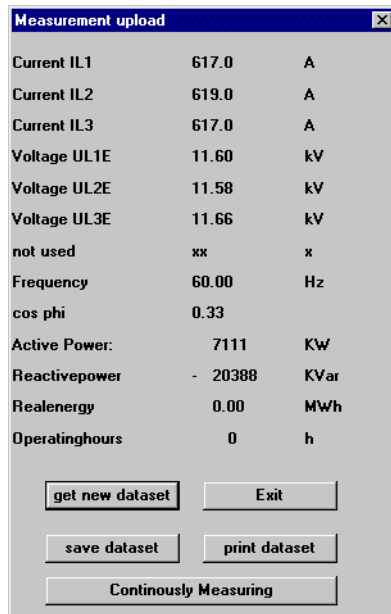 Measurement upload
Current IL1 617.0 A
Current IL2 619.0 A
Current IL3 617.0 A
Voltage UL1E 11.60 kV
Voltage UL2E 11.58 kV
Voltage UL3E 11.66 kV
not used xx x
Frequency 60.00 Hz
cos phi 0.33
Active Power: 7111 KW
Reactivepower - 20388 KVar
Realenergy 0.00 MWh
Operatinghours 0 h
get new dataset Exit
save dataset print dataset
Continously Measuring